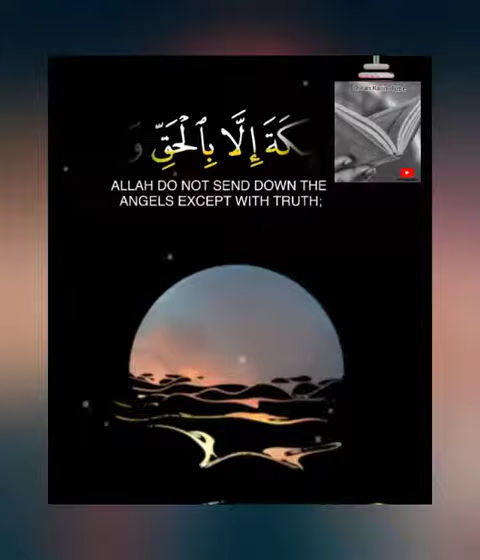 كَةَ إِلَّا بِٱلْحَقِّ وَ
ALLAH DO NOT SEND DOWN THE
ANGELS EXCEPT WITH TRUTH;